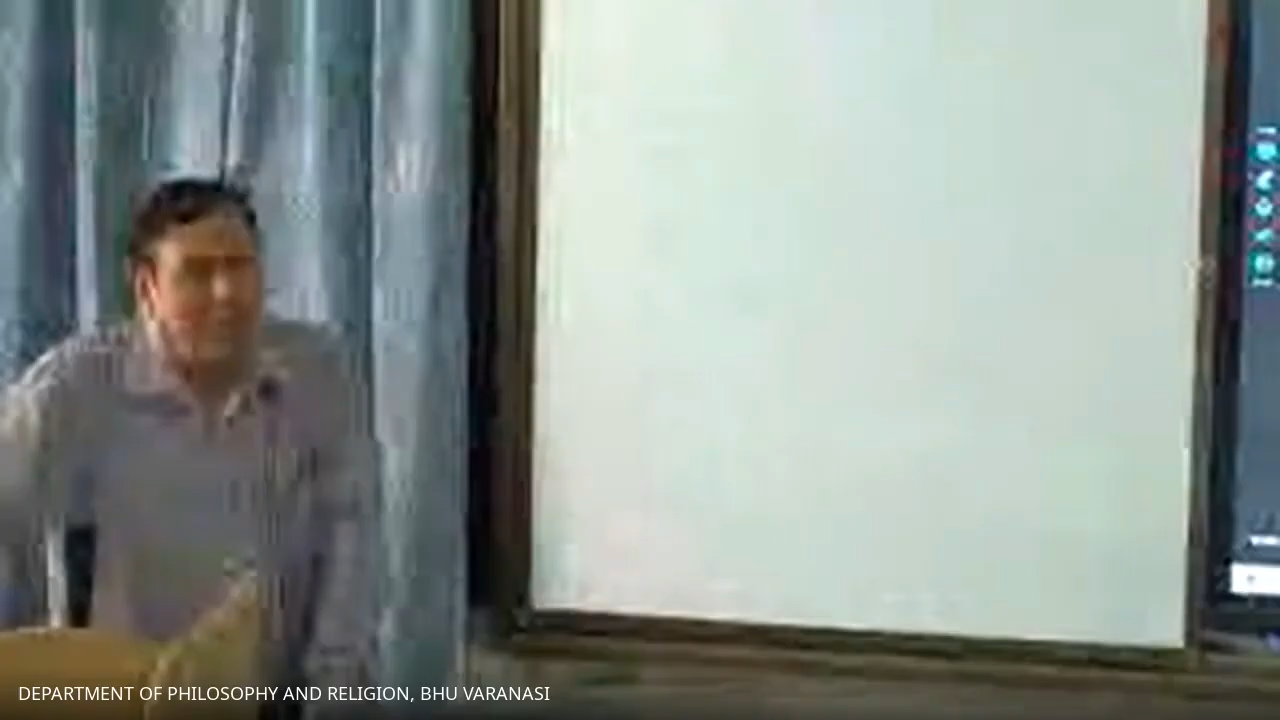 DEPARTMENT OF PHILOSOPHY AND RELIGION, BHU VARANASI